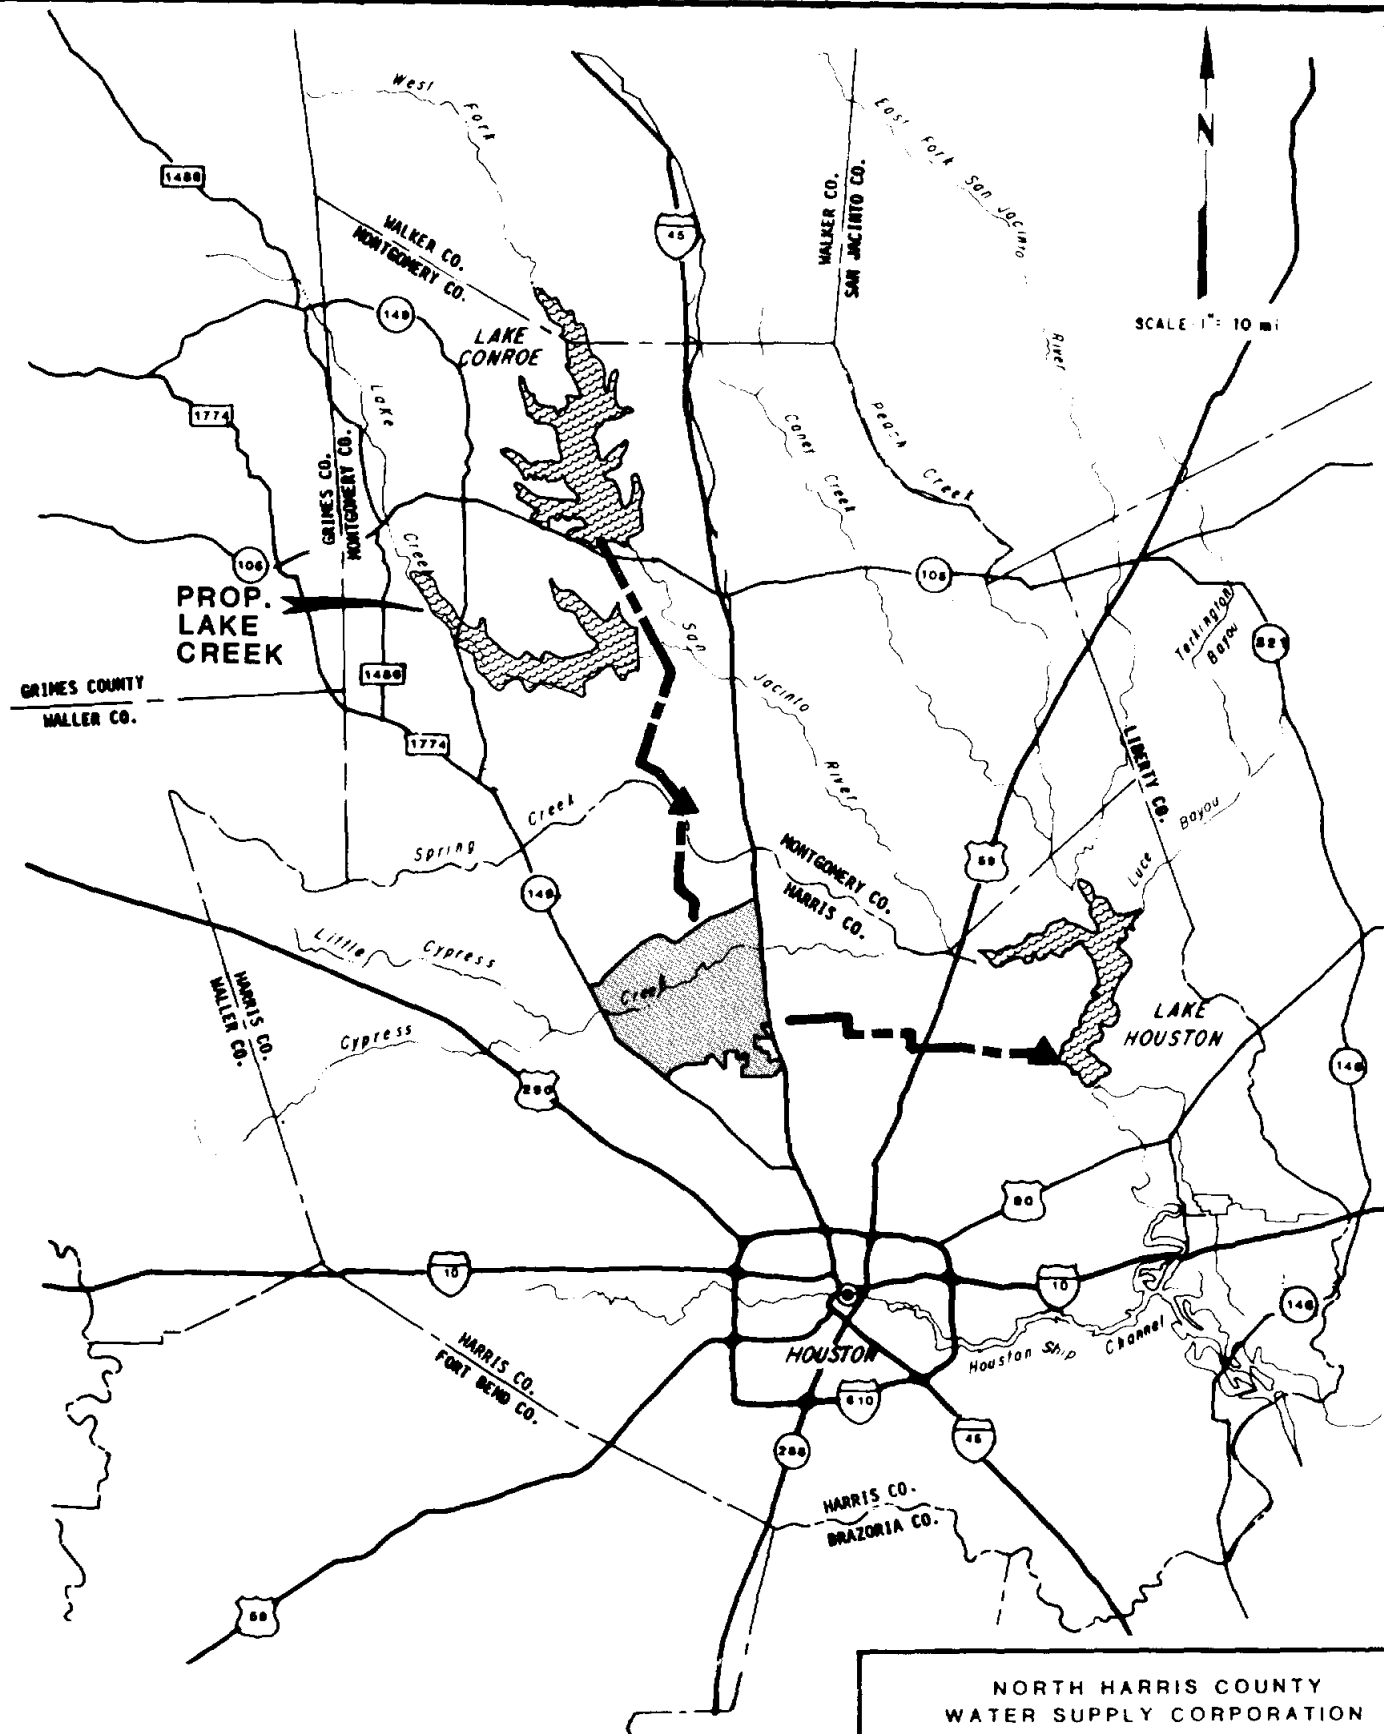 West Fork
East Fork San Jacinto
River
N
SCALE 1"= 10 mi
1486
45
WALKER CO.
MONTGOMERY CO.
WALKER CO.
SAN JACINTO CO.
149
LAKE
CONROE
1774
Lake
Creek
GRIMES CO.
MONTGOMERY CO.
Caney Creek
Peach Creek
105
105
PROP.
LAKE
CREEK
1486
San
Jacinto
River
Tarkington
Bayou
321
GRIMES COUNTY
WALLER CO.
1774
LIBERTY CO.
Spring Creek
Luce Bayou
MONTGOMERY CO.
HARRIS CO.
59
149
Little Cypress
Creek
Cypress
HARRIS CO.
WALLER CO.
LAKE
HOUSTON
146
290
90
10
10
146
HOUSTON
Houston Ship Channel
HARRIS CO.
FORT BEND CO.
610
288
45
HARRIS CO.
BRAZORIA CO.
59
NORTH HARRIS COUNTY
WATER SUPPLY CORPORATION